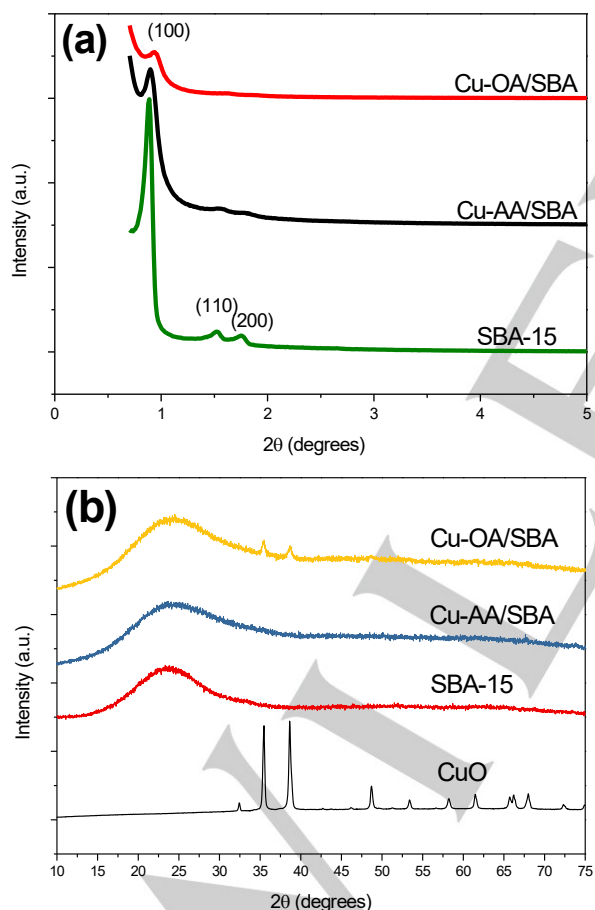 (a)
(100)
Cu-OA/SBA
Cu-AA/SBA
(110)
(200)
SBA-15
Intensity (a.u.)
0 1 2 3 4 5
2θ (degrees)
(b)
Cu-OA/SBA
Cu-AA/SBA
SBA-15
CuO
Intensity (a.u.)
10 15 20 25 30 35 40 45 50 55 60 65 70 75
2θ (degrees)